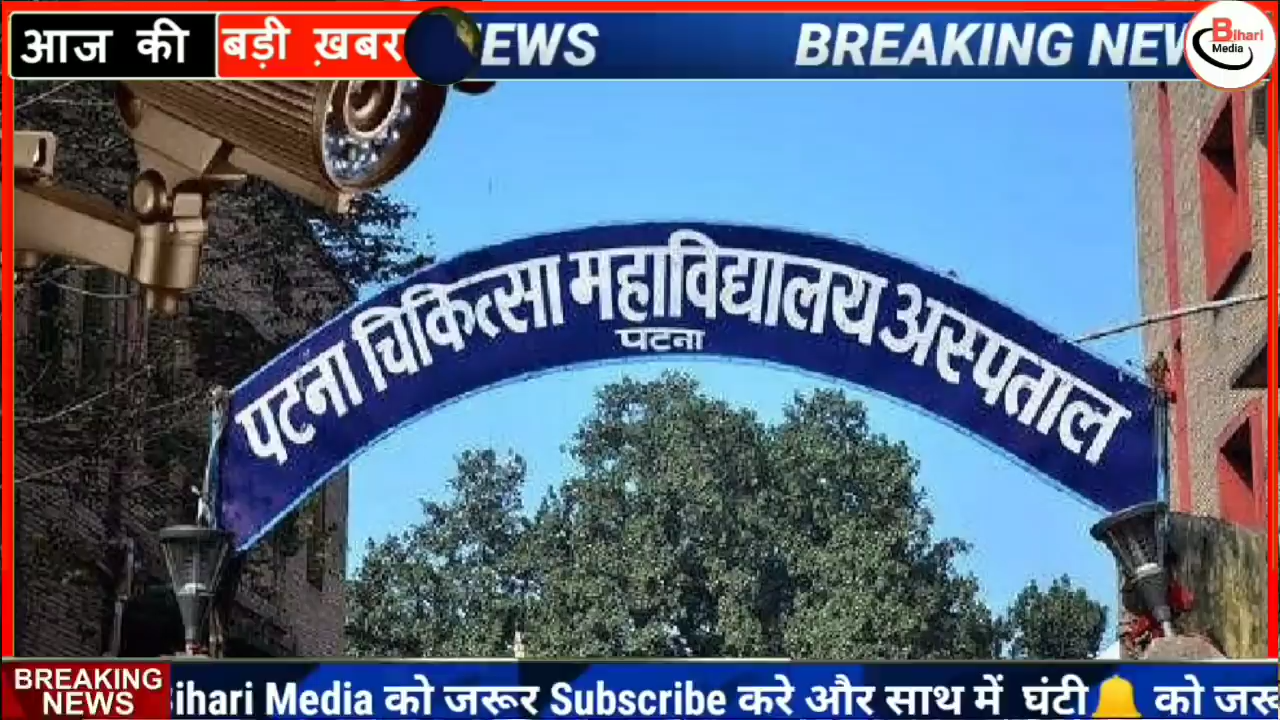 आज की बड़ी ख़बर
EWS
BREAKING NEW
Bihari
Media
पटना चिकित्सा महाविद्यालय अस्पताल
पटना
BREAKING
NEWS
Bihari Media को जरूर Subscribe करे और साथ में घंटी🔔 को जरू